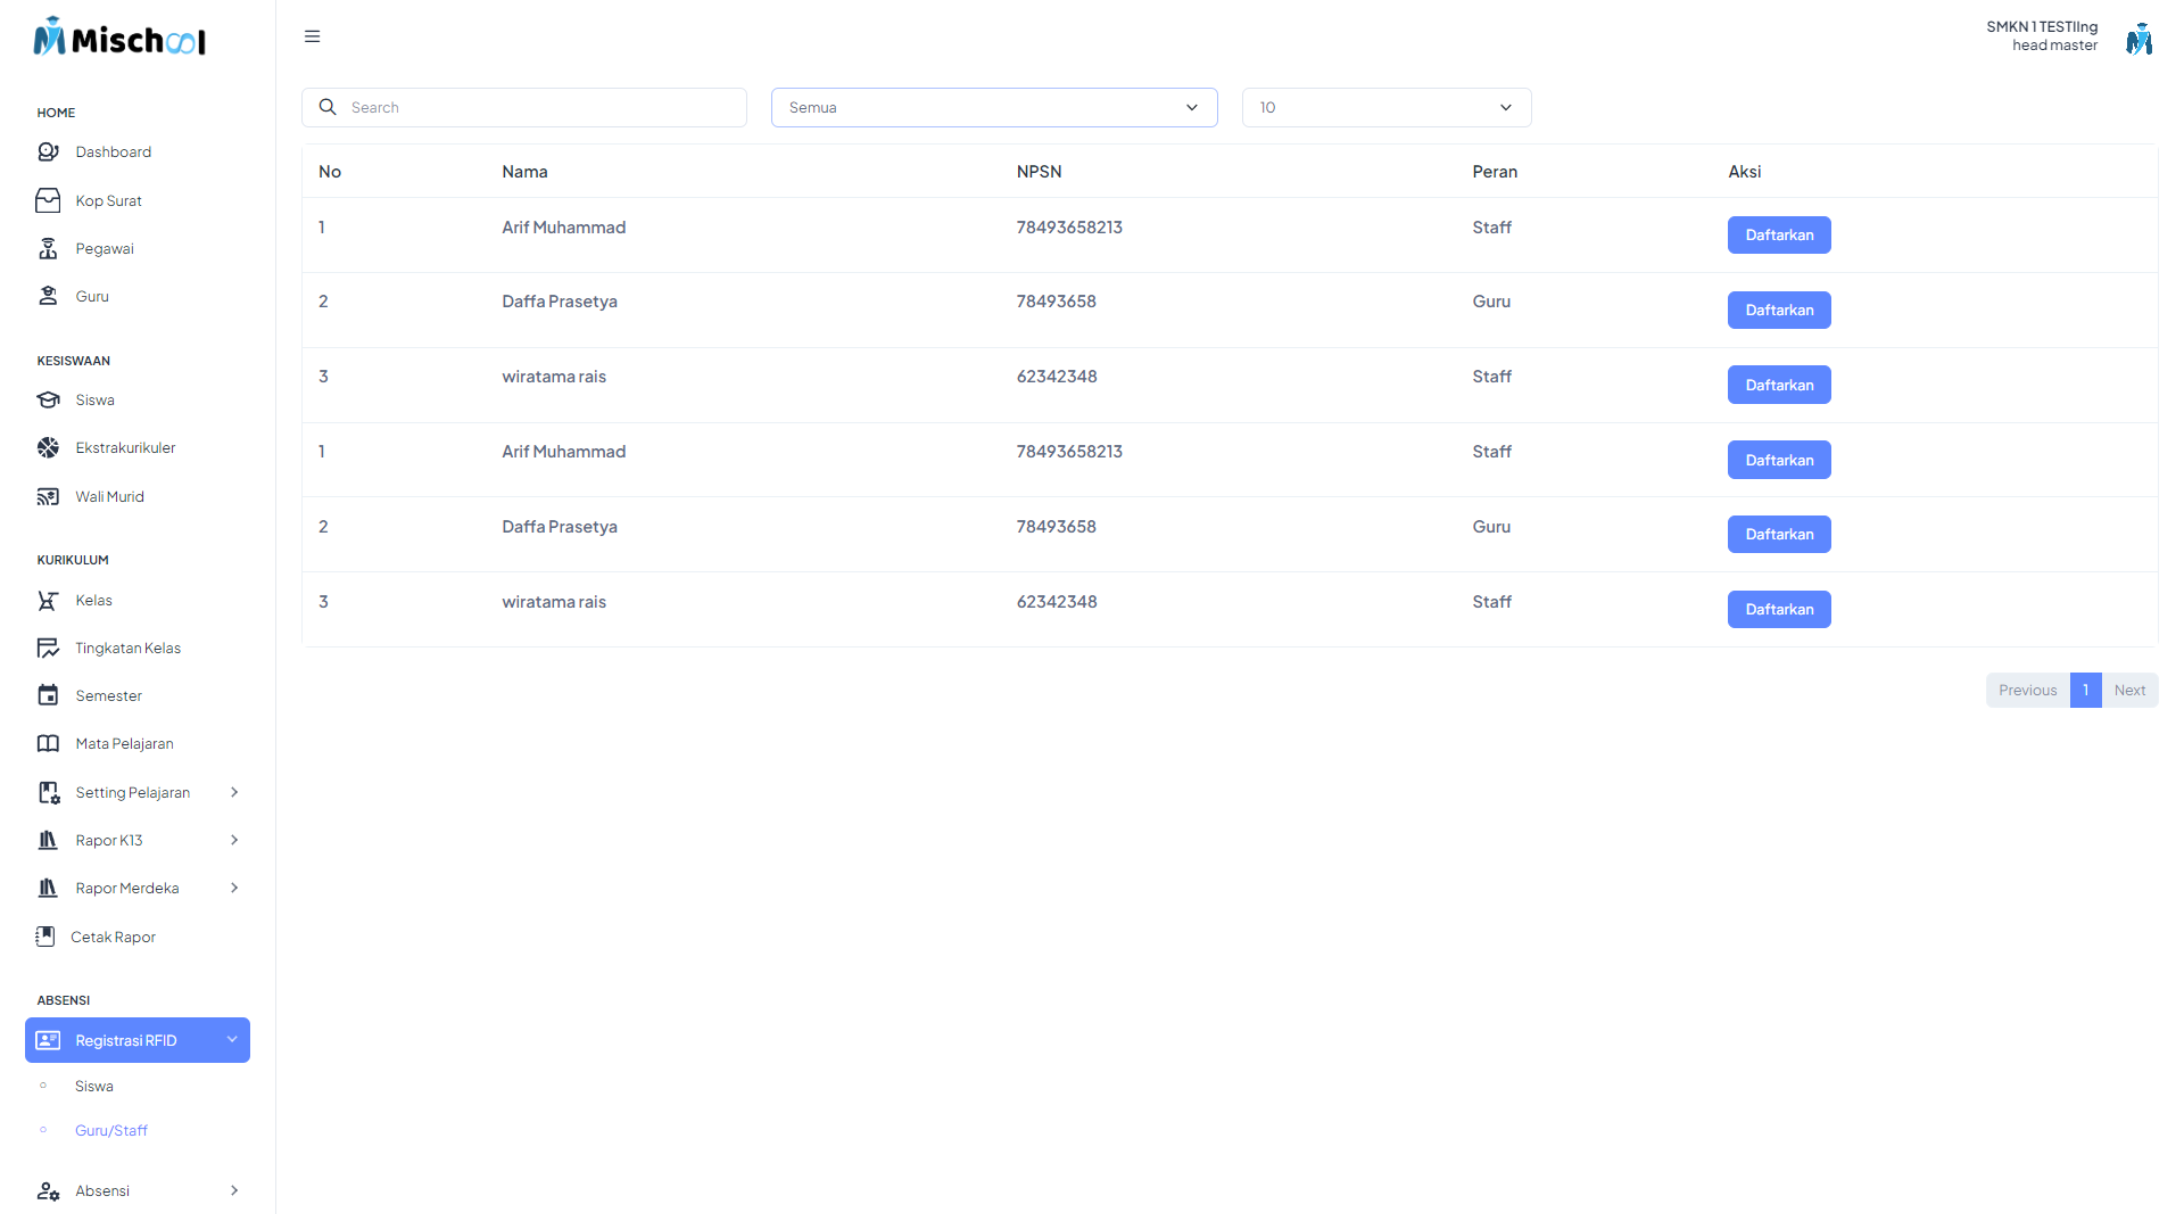 Mischool
SMKN 1 TESTIIng
head master
HOME
Dashboard
Kop Surat
Pegawai
Guru
KESISWAAN
Siswa
Ekstrakurikuler
Wali Murid
KURIKULUM
Kelas
Tingkatan Kelas
Semester
Mata Pelajaran
Setting Pelajaran
Rapor K13
Rapor Merdeka
Cetak Rapor
ABSENSI
Registrasi RFID
Siswa
Guru/Staff
Absensi
Search
Semua
10
No Nama NPSN Peran Aksi
1 Arif Muhammad 78493658213 Staff Daftarkan
2 Daffa Prasetya 78493658 Guru Daftarkan
3 wiratama rais 62342348 Staff Daftarkan
1 Arif Muhammad 78493658213 Staff Daftarkan
2 Daffa Prasetya 78493658 Guru Daftarkan
3 wiratama rais 62342348 Staff Daftarkan
Previous 1 Next